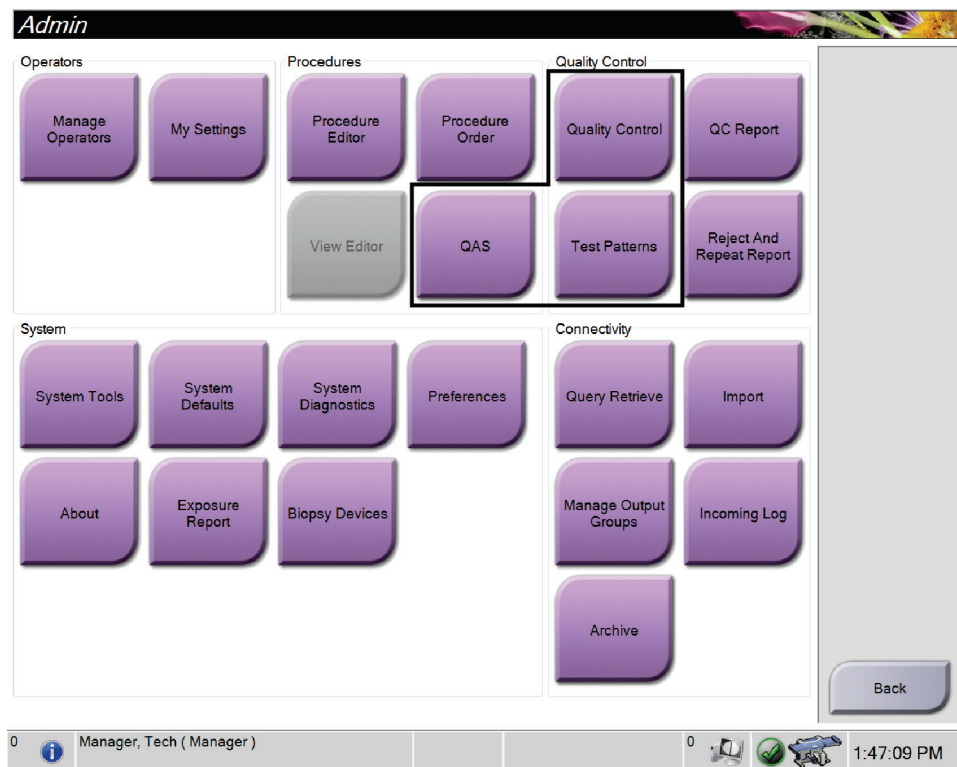 Admin
Operators
Procedures
Quality Control
Manage
Operators
My Settings
Procedure
Editor
Procedure
Order
Quality Control
QC Report
View Editor
QAS
Test Patterns
Reject And
Repeat Report
System
Connectivity
System Tools
System
Defaults
System
Diagnostics
Preferences
Query Retrieve
Import
About
Exposure
Report
Biopsy Devices
Manage Output
Groups
Incoming Log
Archive
Back
0
Manager, Tech ( Manager )
0
1:47:09 PM